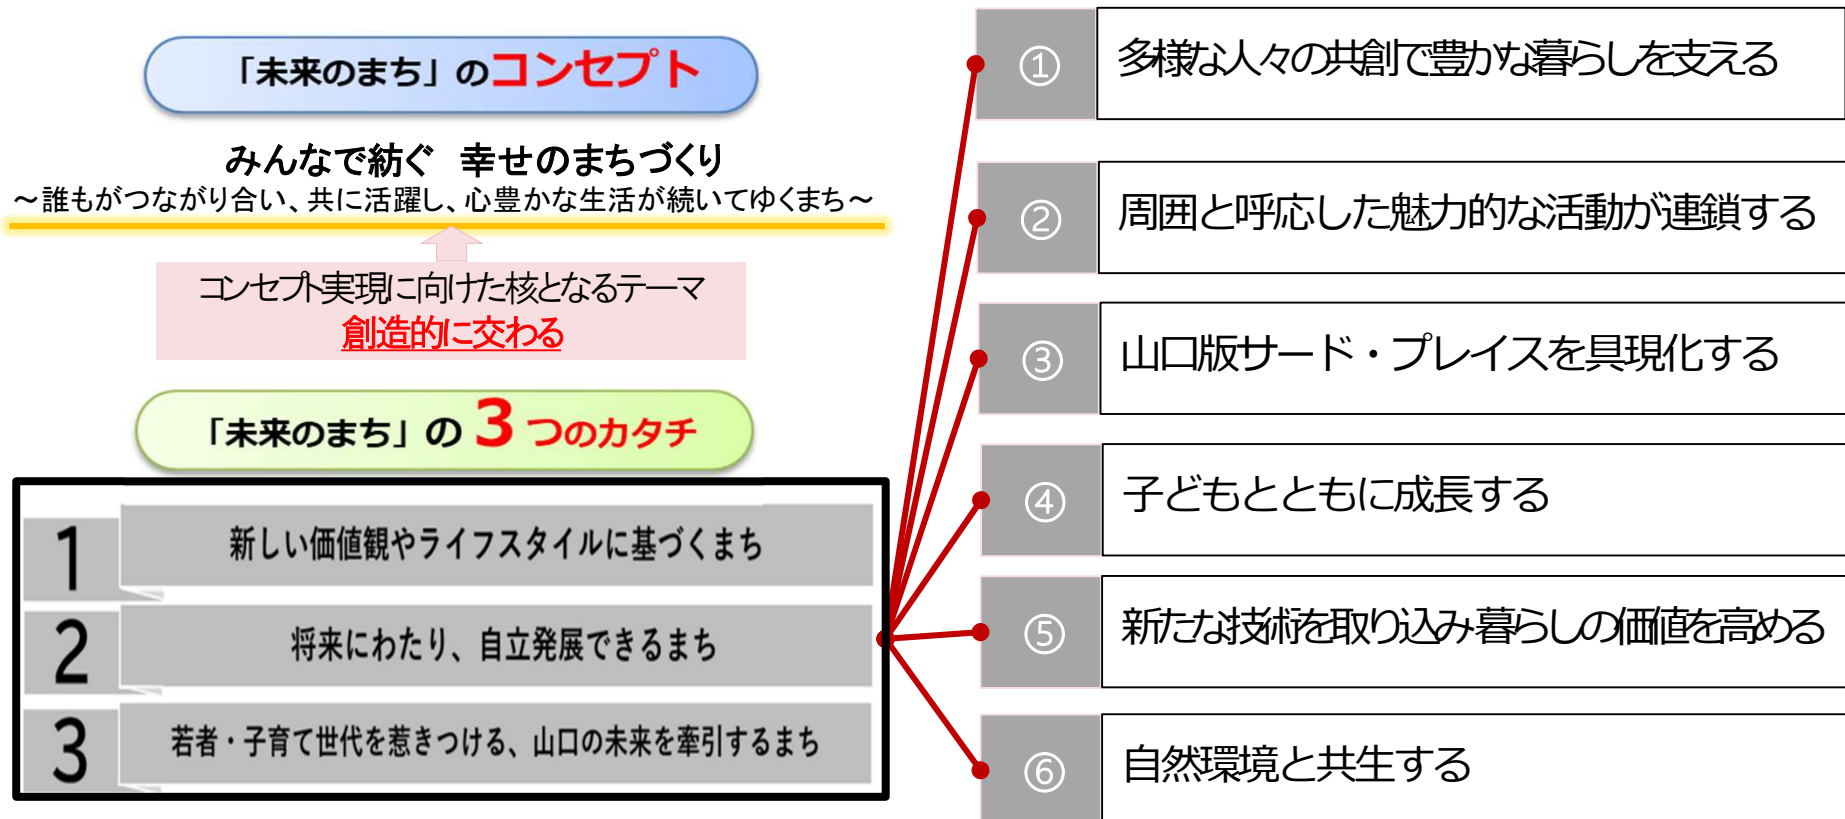 「未来のまち」のコンセプト
みんなで紡ぐ　幸せのまちづくり
～誰もがつながり合い、共に活躍し、心豊かな生活が続いてゆくまち～
コンセプト実現に向けた核となるテーマ
創造的に交わる
「未来のまち」の3つのカタチ
1 新しい価値観やライフスタイルに基づくまち
2 将来にわたり、自立発展できるまち
3 若者・子育て世代を惹きつける、山口の未来を牽引するまち
① 多様な人々の共創で豊かな暮らしを支える
② 周囲と呼応した魅力的な活動が連鎖する
③ 山口版サード・プレイスを具現化する
④ 子どもとともに成長する
⑤ 新たな技術を取り込み暮らしの価値を高める
⑥ 自然環境と共生する